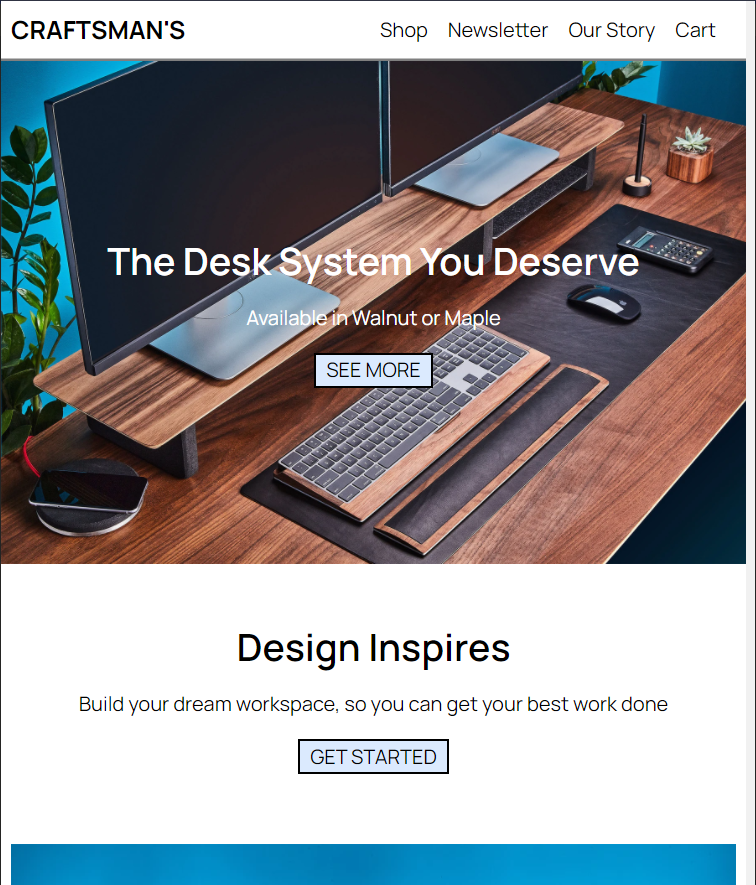 CRAFTSMAN'S
Shop Newsletter Our Story Cart
The Desk System You Deserve
Available in Walnut or Maple
SEE MORE
Design Inspires
Build your dream workspace, so you can get your best work done
GET STARTED